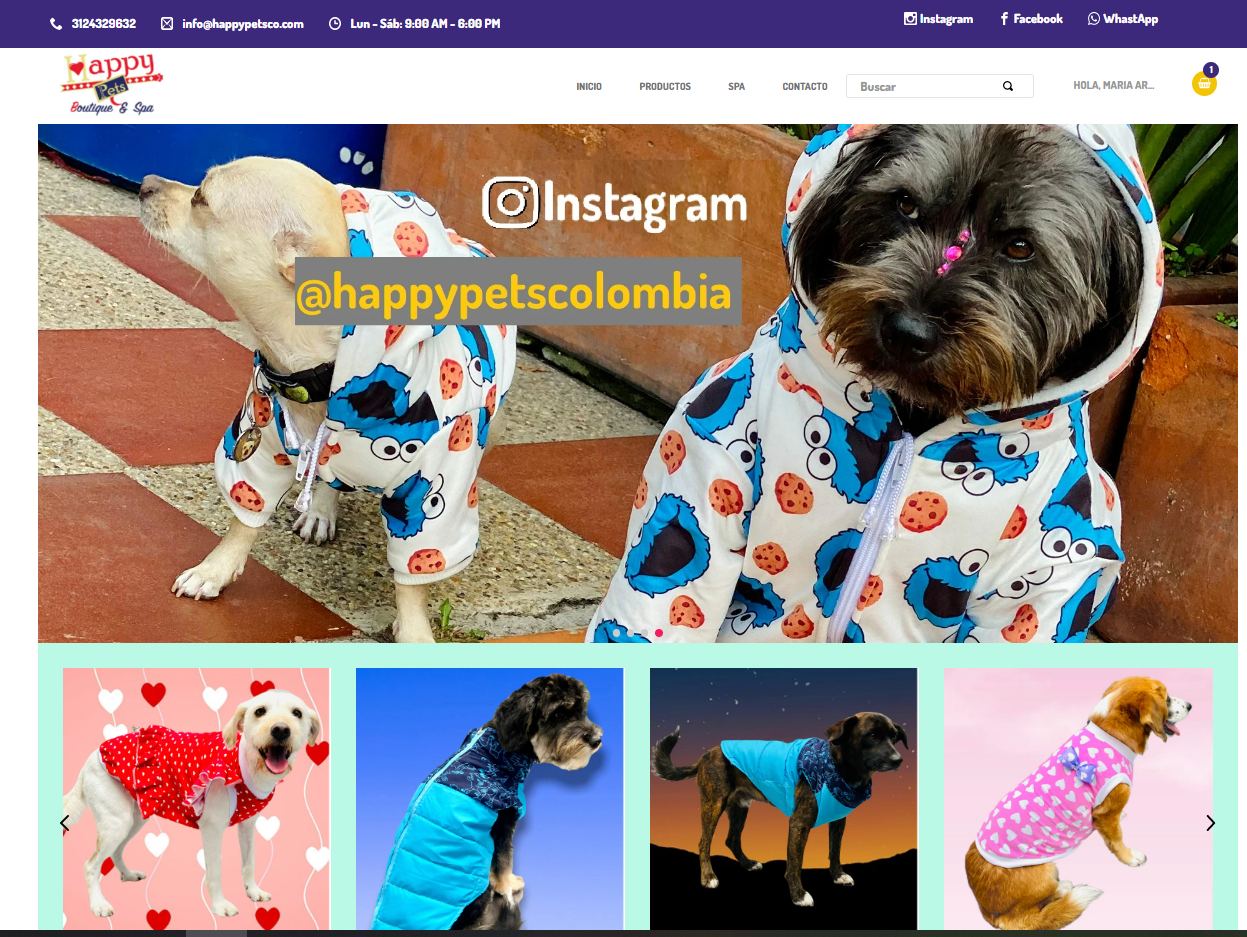 3124329632 info@happypetsco.com Lun - Sáb: 9:00 AM - 6:00 PM Instagram Facebook WhastApp
Happy
Pets
Boutique & Spa
INICIO PRODUCTOS SPA CONTACTO Buscar HOLA, MARIA AR... 1
Instagram
@happypetscolombia